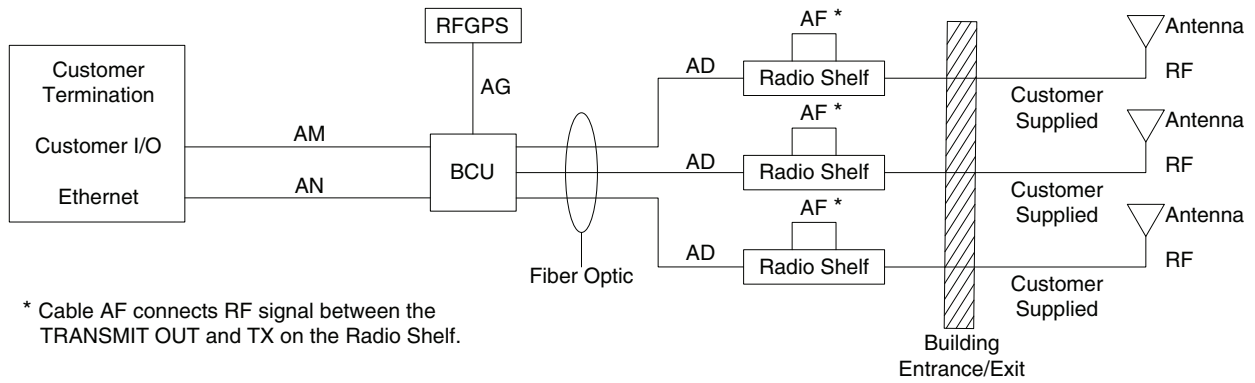 RFGPS
AG
Customer
Termination
Customer I/O
Ethernet
AM
AN
BCU
Fiber Optic
AD
AF *
Radio Shelf
Customer
Supplied
Antenna
RF
AD
AF *
Radio Shelf
Customer
Supplied
Antenna
RF
AD
AF *
Radio Shelf
Customer
Supplied
Antenna
RF
Building
Entrance/Exit
* Cable AF connects RF signal between the
TRANSMIT OUT and TX on the Radio Shelf.